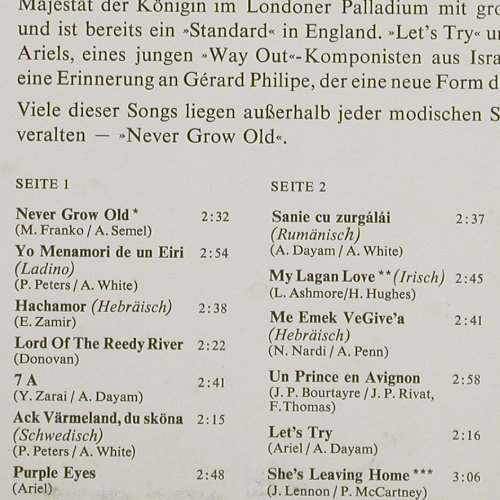 Majestät der Königin im Londoner Palladium mit gro
und ist bereits ein »Standard« in England. »Let's Try« un
Ariels, eines jungen »Way Out«-Komponisten aus Isra
eine Erinnerung an Gérard Philipe, der eine neue Form d
Viele dieser Songs liegen außerhalb jeder modischen S
veralten — »Never Grow Old«.
SEITE 1
Never Grow Old * 2:32
(M. Franko / A. Semel)
Yo Menamori de un Eiri 2:54
(Ladino)
(P. Peters / A. White)
Hachamor (Hebräisch) 2:38
(E. Zamir)
Lord Of The Reedy River 2:22
(Donovan)
7 A 2:41
(Y. Zarai / A. Dayam)
Ack Värmeland, du sköna 2:15
(Schwedisch)
(P. Peters / A. White)
Purple Eyes 2:48
(Ariel)
SEITE 2
Sanie cu zurgálái 2:37
(Rumänisch)
(A. Dayam / A. White)
My Lagan Love ** (Irisch) 2:45
(L. Ashmore/H. Hughes)
Me Emek VeGive'a 2:41
(Hebräisch)
(N. Nardi / A. Penn)
Un Prince en Avignon 2:58
(J. P. Bourtayre / J. P. Rivat,
F. Thomas)
Let's Try 2:16
(Ariel / A. Dayam)
She's Leaving Home *** 3:06
(J. Lennn / P. McCartney)